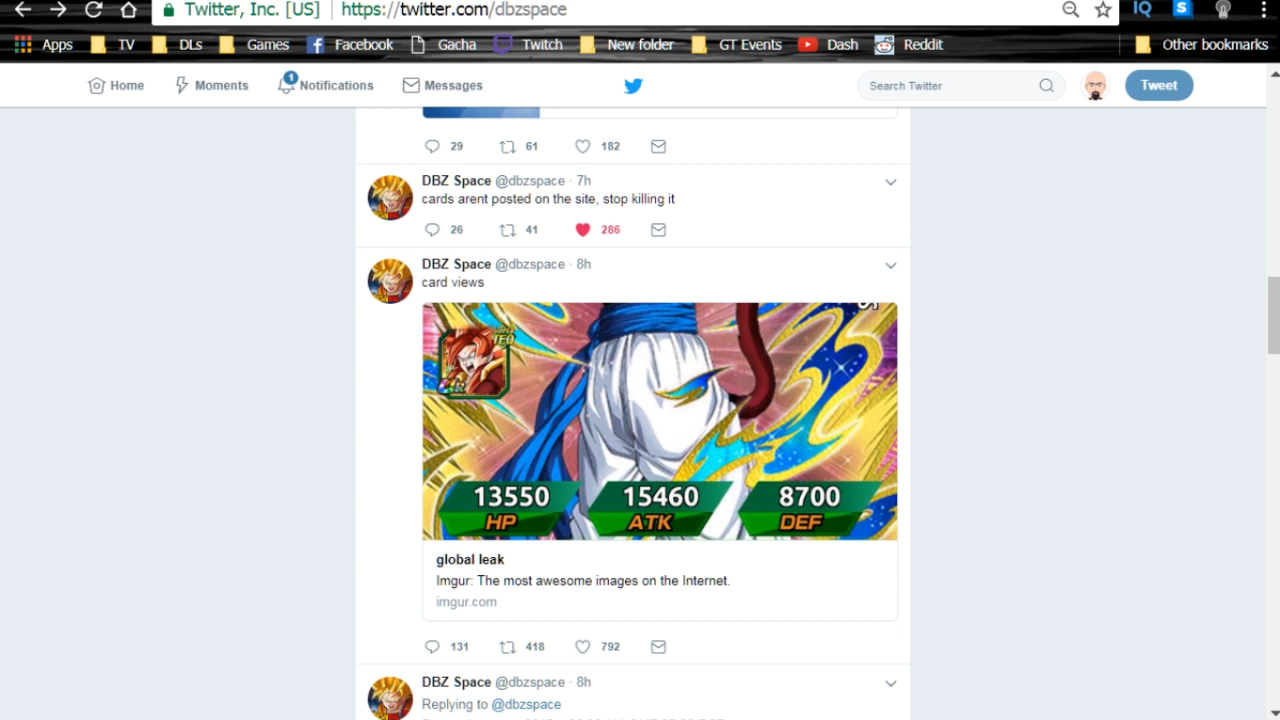 Twitter, Inc. [US] https://twitter.com/dbzspace
Apps TV DLs Games Facebook Gacha Twitch New folder GT Events Dash Reddit Other bookmarks
Home Moments 1 Notifications Messages Search Twitter Tweet
29 61 182
DBZ Space @dbzspace · 7h
cards arent posted on the site, stop killing it
26 41 286
DBZ Space @dbzspace · 8h
card views
SUPER
TEQ
13550 15460 8700
HP ATK DEF
global leak
Imgur: The most awesome images on the Internet.
imgur.com
131 418 792
DBZ Space @dbzspace · 8h
Replying to @dbzspace